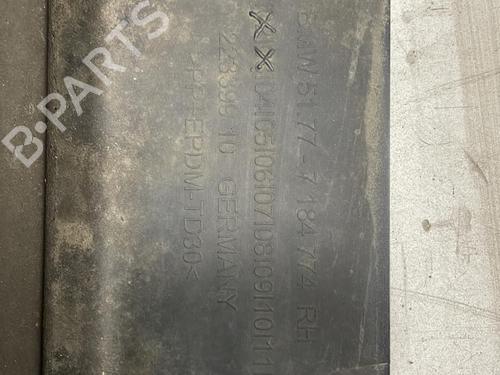 BMW 51.77-7 184 774 RH
XX|04|05|06|07|08|09|10|11
223399 10 GERMANY
>PP+EPDM-TD30<
B-PARTS